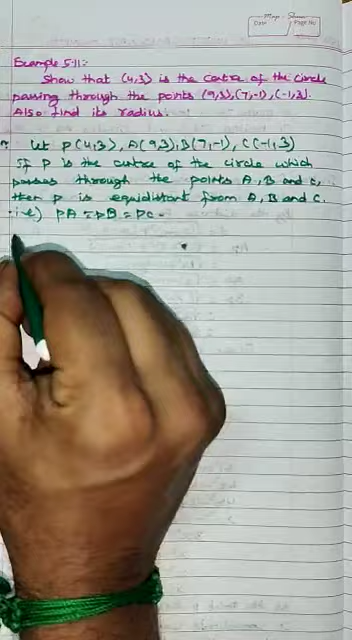 Date
Page No
Example 5.11:-
Show that (4,3) is the centre of the circle
passing through the points (9,3), (7,-1), (-1,3).
Also find its radius.
Let P(4,3), A(9,3), B(7,-1), C(-1,3)
If P is the centre of the circle which
passes through the points A, B and C,
then P is equidistant from A, B and C.
i.e) PA = PB = PC.